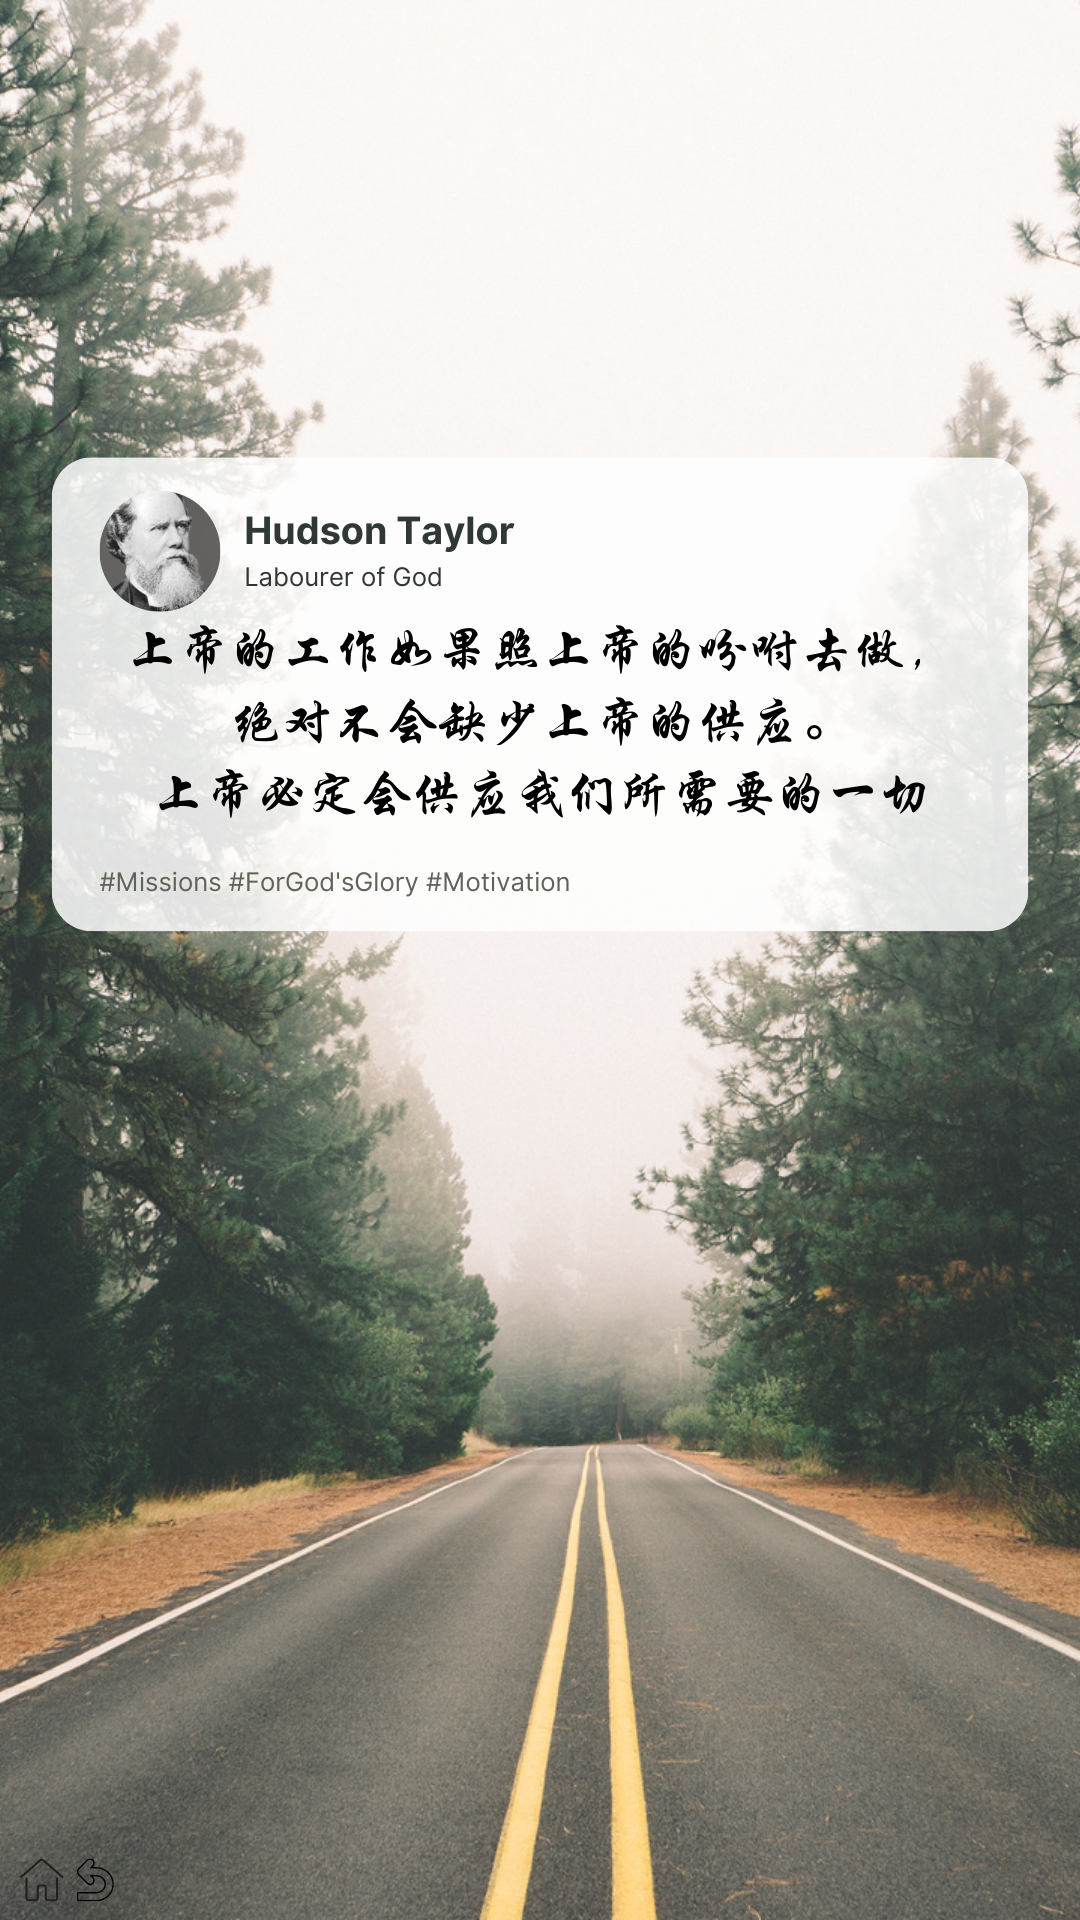 Hudson Taylor
Labourer of God
上帝的工作如果照上帝的吩咐去做，
绝对不会缺少上帝的供应。
上帝必定会供应我们所需要的一切
#Missions #ForGod'sGlory #Motivation